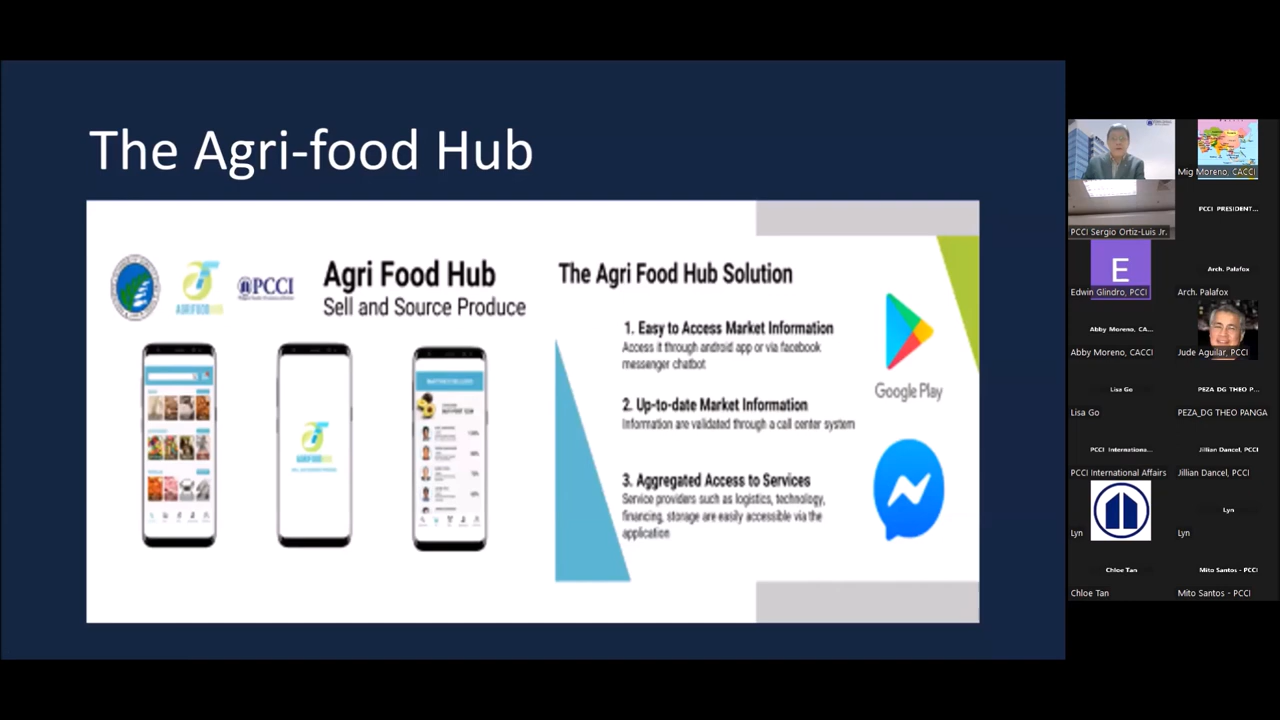 The Agri-food Hub
AGRIFOODHUB
PCCI
Agri Food Hub
Sell and Source Produce
AGRIFOODHUB
The Agri Food Hub Solution
1. Easy to Access Market Information
Access it through android app or via facebook
messenger chatbot
2. Up-to-date Market Information
Information are validated through a call center system
3. Aggregated Access to Services
Service providers such as logistics, technology,
financing, storage are easily accessible via the
application
Google Play
Mig Moreno, CACCI
PCCI Sergio Ortiz-Luis Jr.
PCCI PRESIDENT...
E
Edwin Glindro, PCCI
Arch. Palafox
Arch. Palafox
Abby Moreno, CA...
Abby Moreno, CACCI
Jude Aguilar, PCCI
Lisa Go
Lisa Go
PEZA_DG THEO P...
PEZA_DG THEO PANGA
PCCI Internationa...
PCCI International Affairs
Jillian Dancel, PCCI
Jillian Dancel, PCCI
Lyn
Lyn
Lyn
Chloe Tan
Chloe Tan
Mito Santos - PCCI
Mito Santos - PCCI